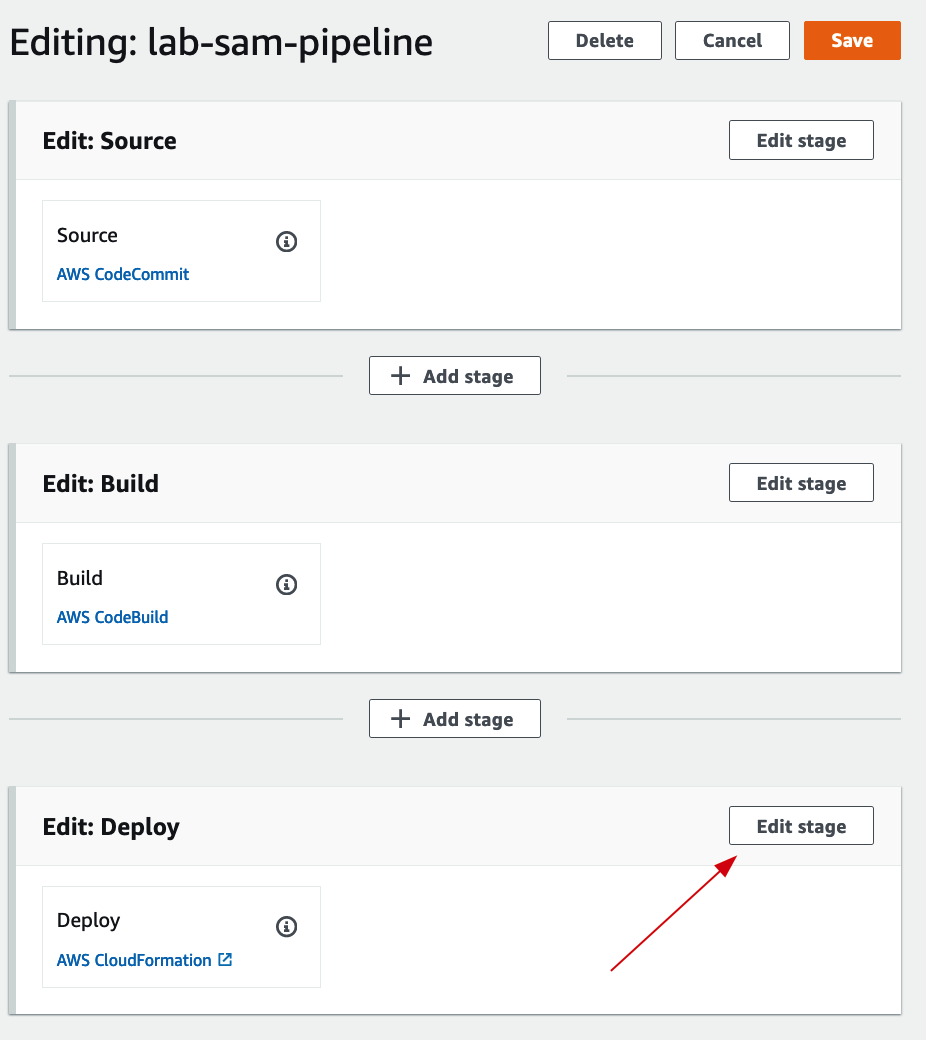 Editing: lab-sam-pipeline
Delete
Cancel
Save
Edit: Source
Edit stage
Source
AWS CodeCommit
Add stage
Edit: Build
Edit stage
Build
AWS CodeBuild
Add stage
Edit: Deploy
Edit stage
Deploy
AWS CloudFormation